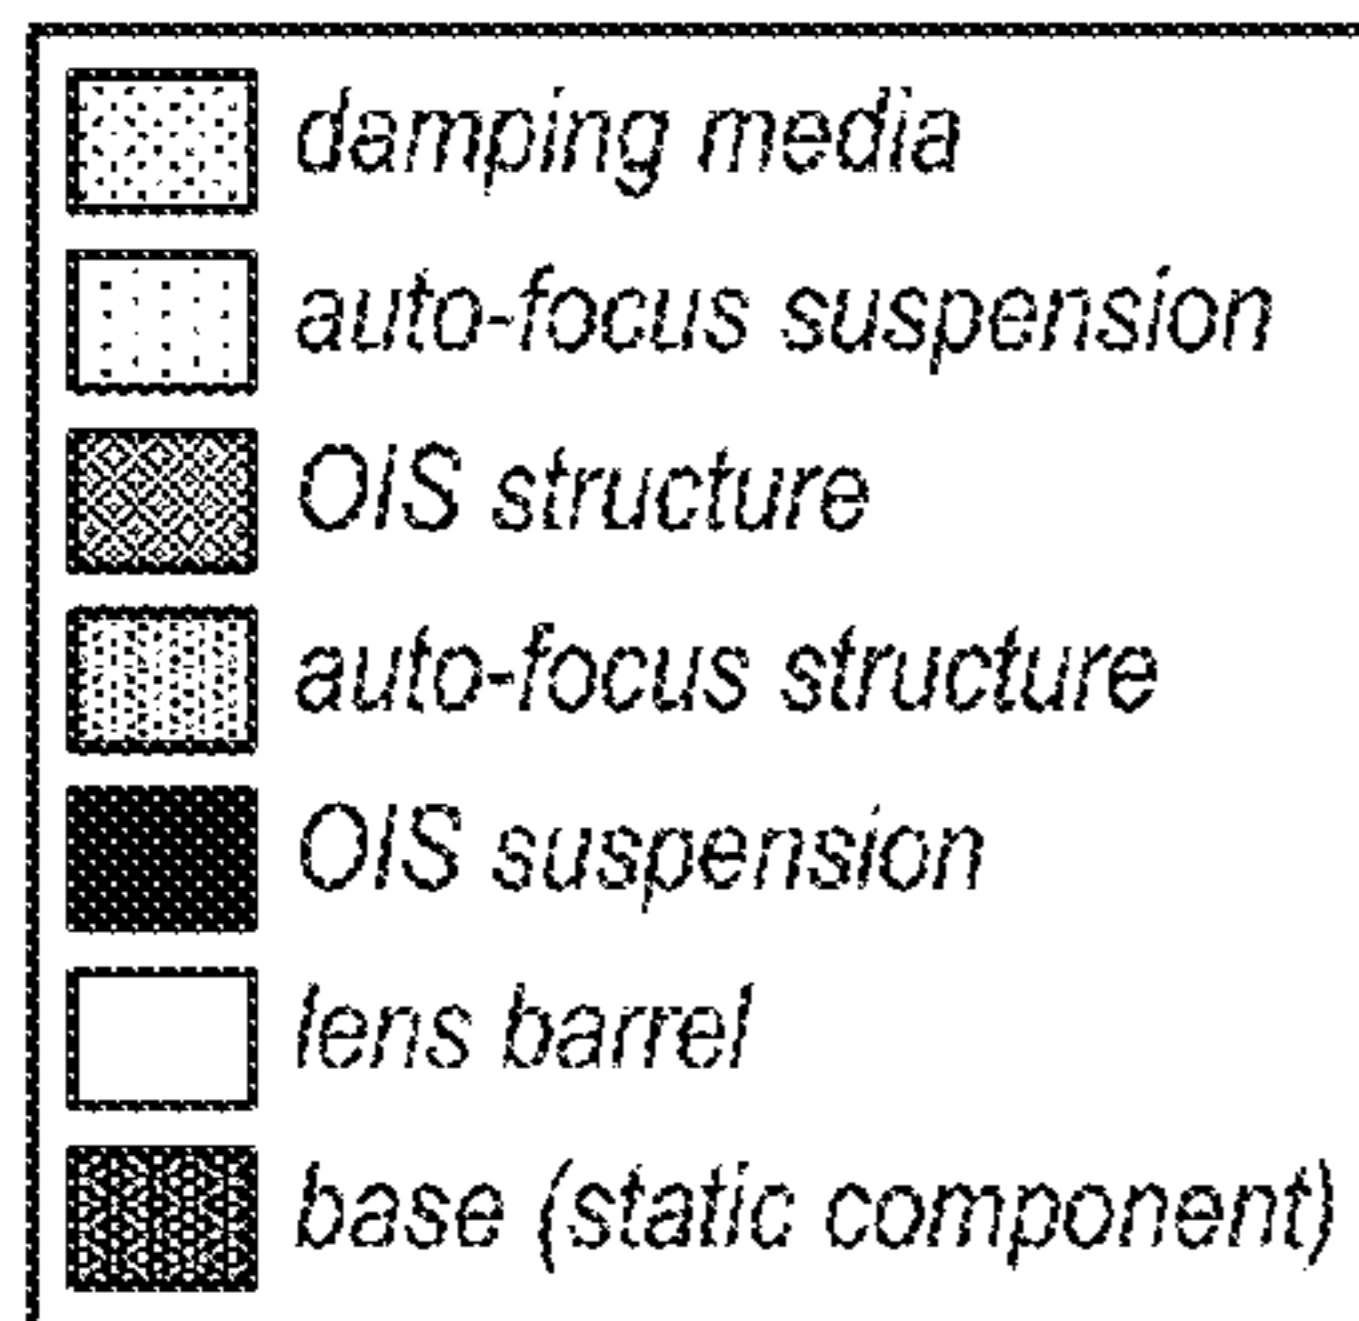 damping media
auto-focus suspension
OIS structure
auto-focus structure
OIS suspension
lens barrel
base (static component)